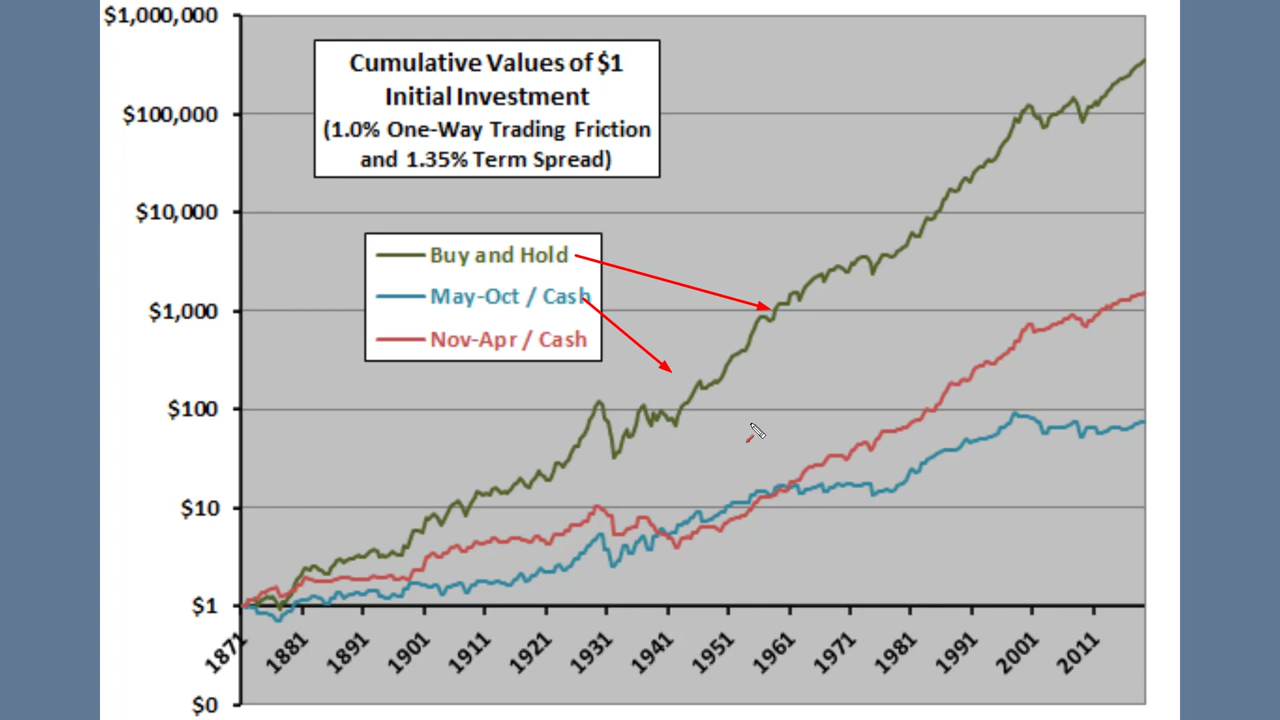 $1,000,000
Cumulative Values of $1
Initial Investment
(1.0% One-Way Trading Friction
and 1.35% Term Spread)
$100,000
$10,000
Buy and Hold
May-Oct / Cash
Nov-Apr / Cash
$1,000
$100
$10
$1
1871 1881 1891 1901 1911 1921 1931 1941 1951 1961 1971 1981 1991 2001 2011
$0